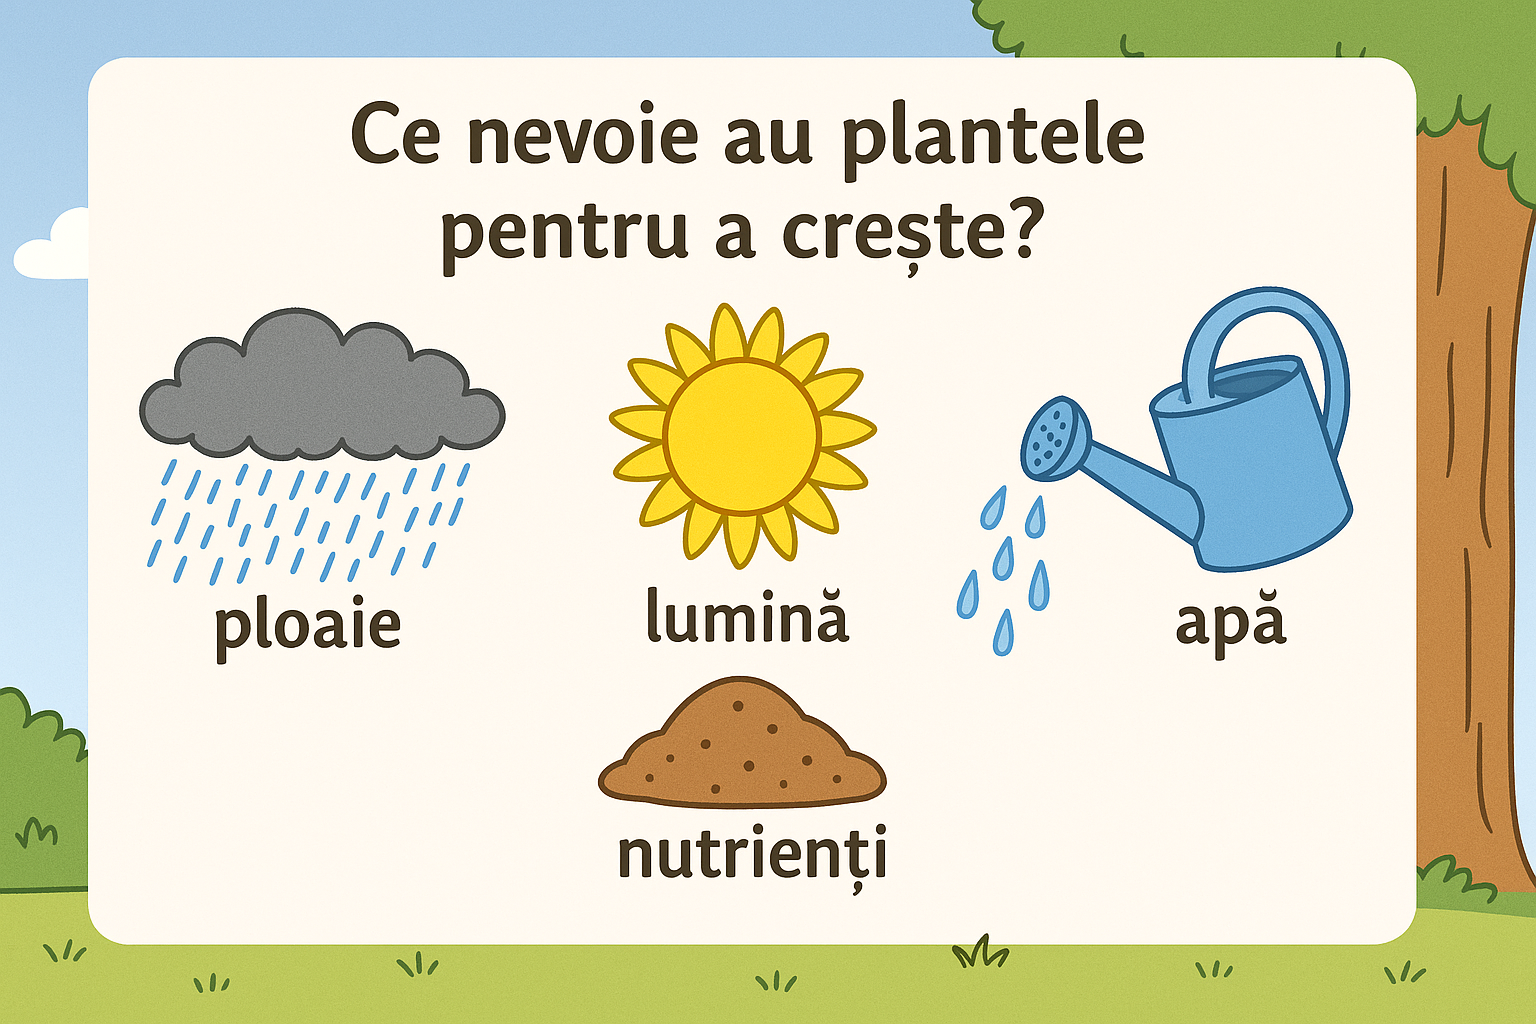 Ce nevoie au plantele
pentru a crește?
ploaie
lumină
apă
nutrienți